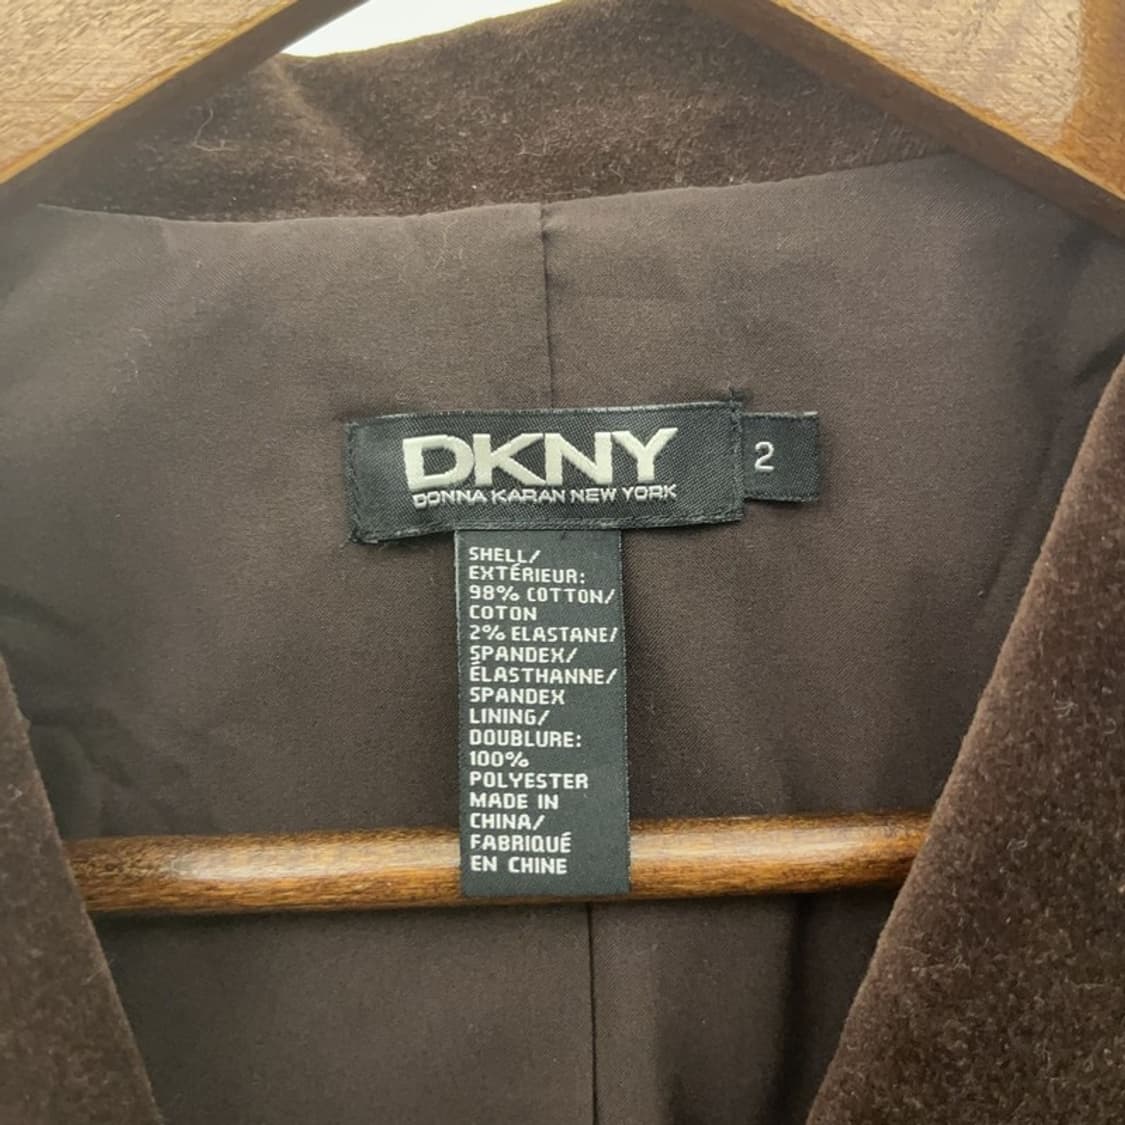 DKNY
DONNA KARAN NEW YORK
2
SHELL/
EXTÉRIEUR:
98% COTTON/
COTON
2% ELASTANE/
SPANDEX/
ÉLASTHANNE/
SPANDEX
LINING/
DOUBLURE:
100%
POLYESTER
MADE IN
CHINA/
FABRIQUÉ
EN CHINE